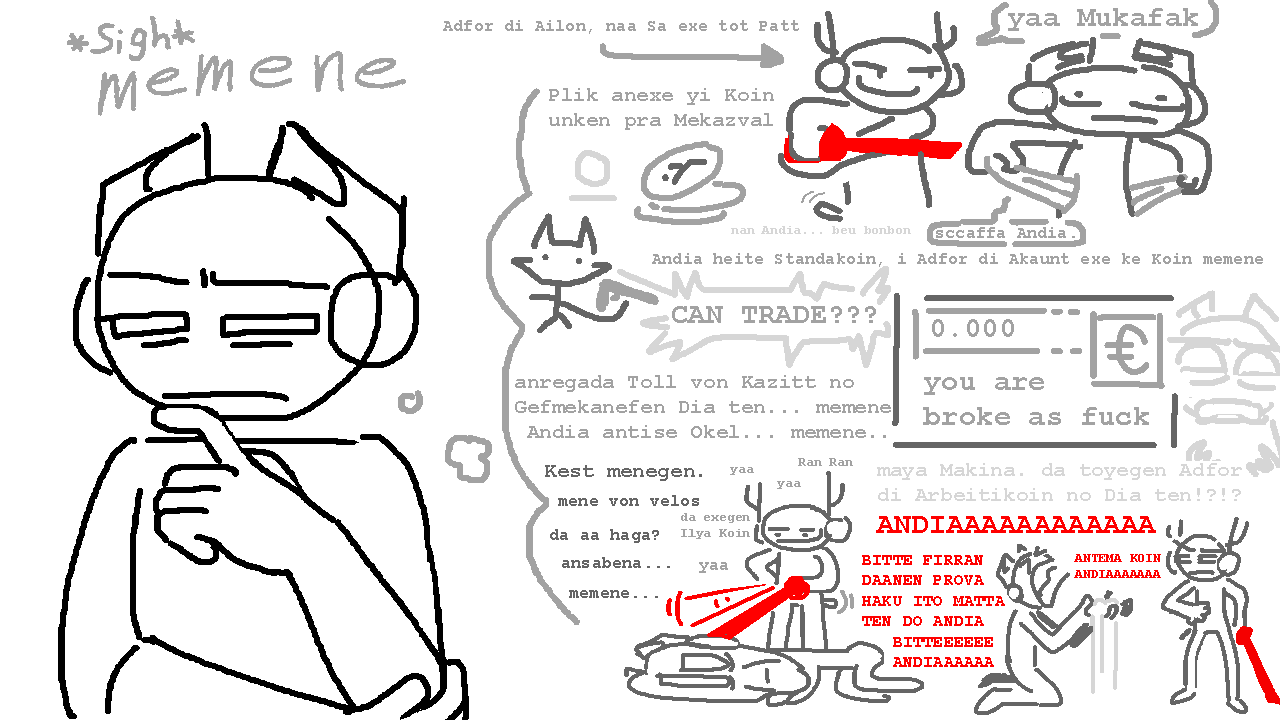 *Sigh*
memene
Adfor di Ailon, naa Sa exe tot Patt
yaa Mukafak
Plik anexe yi Koin
unken pra Mekazval
nan Andia... beu bonbon
sccaffa Andia.
Andia heite Standakoin, i Adfor di Akaunt exe ke Koin memene
CAN TRADE???
0.000
€
you are
broke as fuck
anregada Toll von Kazitt no
Gefmekanefen Dia ten... memene
Andia antise Okel... memene..
maya Makina. da toyegen Adfor
di Arbeitikoin no Dia ten!?!?
Kest menegen.
mene von velos
da aa haga?
ansabena...
memene...
yaa
Ran Ran
yaa
da exegen
Ilya Koin
yaa
ANDIAAAAAAAAAAAA
BITTE FIRRAN
DAANEN PROVA
HAKU ITO MATTA
TEN DO ANDIA
BITTEEEEEE
ANDIAAAAAA
ANTEMA KOIN
ANDIAAAAAAA